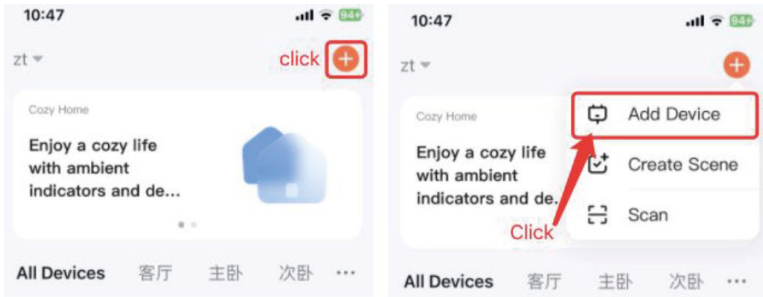 10:47
94+
zt
click
Cozy Home
Enjoy a cozy life
with ambient
indicators and de...
All Devices 客厅 主卧 次卧 ...
10:47
94+
zt
Add Device
Cozy Home
Enjoy a cozy life
with ambient
indicators and de.
Create Scene
Scan
Click
All Devices 客厅 主卧 次卧 ...